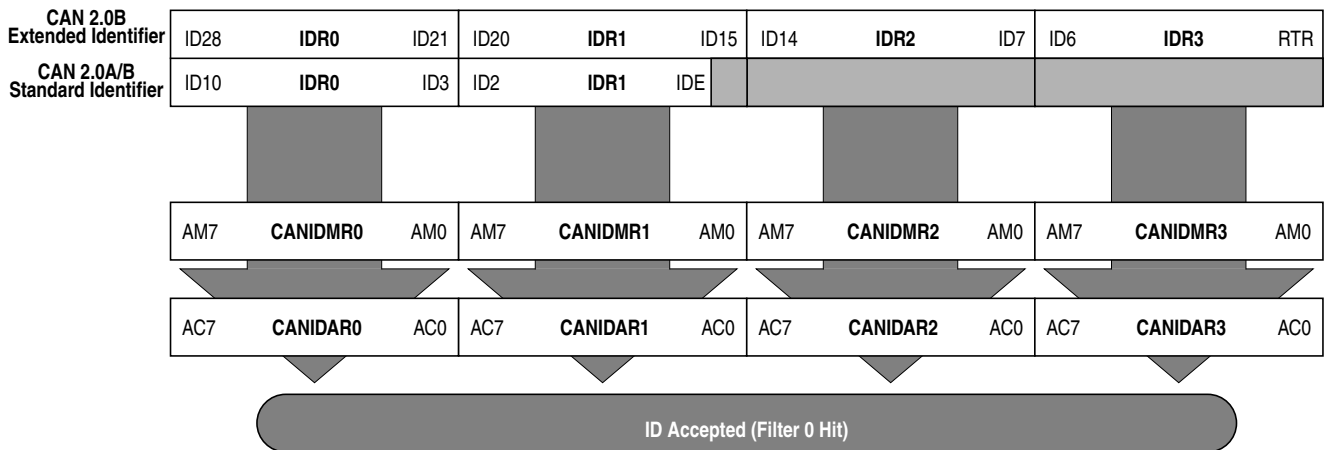 CAN 2.0B
Extended Identifier
ID28 IDR0 ID21 ID20 IDR1 ID15 ID14 IDR2 ID7 ID6 IDR3 RTR
CAN 2.0A/B
Standard Identifier
ID10 IDR0 ID3 ID2 IDR1 IDE
AM7 CANIDMR0 AM0 AM7 CANIDMR1 AM0 AM7 CANIDMR2 AM0 AM7 CANIDMR3 AM0
AC7 CANIDAR0 AC0 AC7 CANIDAR1 AC0 AC7 CANIDAR2 AC0 AC7 CANIDAR3 AC0
ID Accepted (Filter 0 Hit)